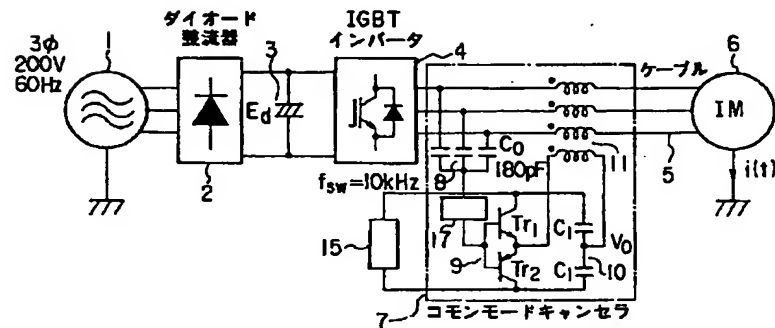 ダイオード
整流器
IGBT
インバータ
3φ
200V
60Hz
1
3
Ed
4
ケーブル
6
IM
i(t)
5
2
fsw=10kHz
C0
8
180pF
11
15
17
9
Tr1
Tr2
C1
C1
V0
10
7
コモンモードキャンセラ